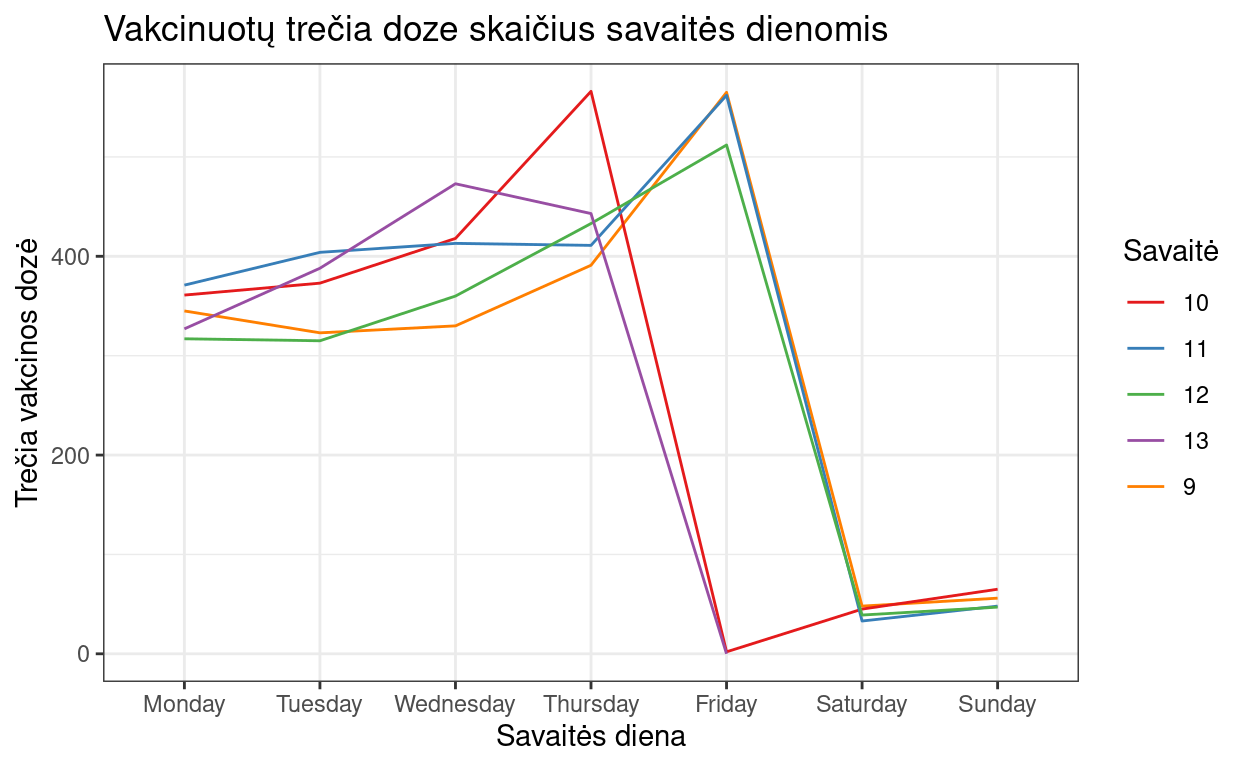 Vakcinuotų trečia doze skaičius savaitės dienomis
Trečia vakcinos dozė
400
200
0
Monday
Tuesday
Wednesday
Thursday
Friday
Saturday
Sunday
Savaitės diena
Savaitė
10
11
12
13
9